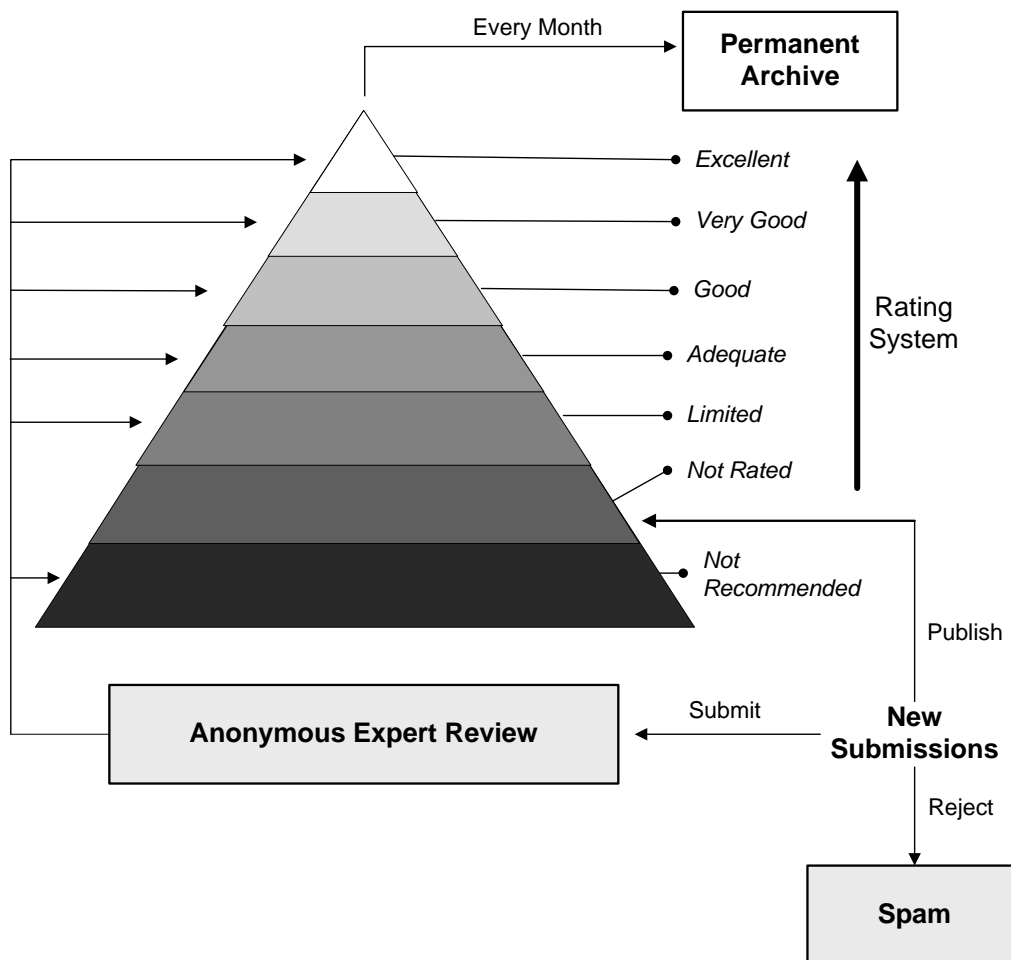 Every Month
Permanent
Archive
Excellent
Very Good
Good
Adequate
Limited
Not Rated
Not
Recommended
Rating
System
Publish
Submit
Anonymous Expert Review
New
Submissions
Reject
Spam